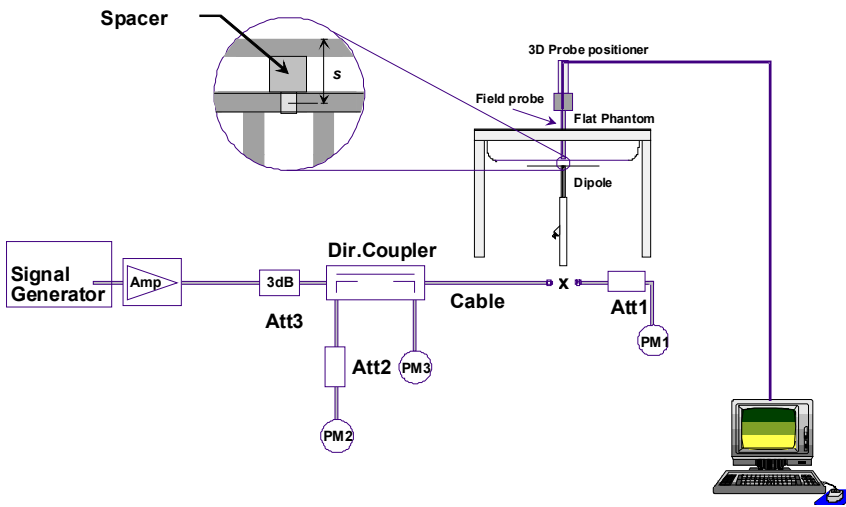 Spacer
s
3D Probe positioner
Field probe
Flat Phantom
Dipole
Signal
Generator
Amp
3dB
Att3
Dir.Coupler
Cable
x
Att1
PM1
Att2
PM3
PM2